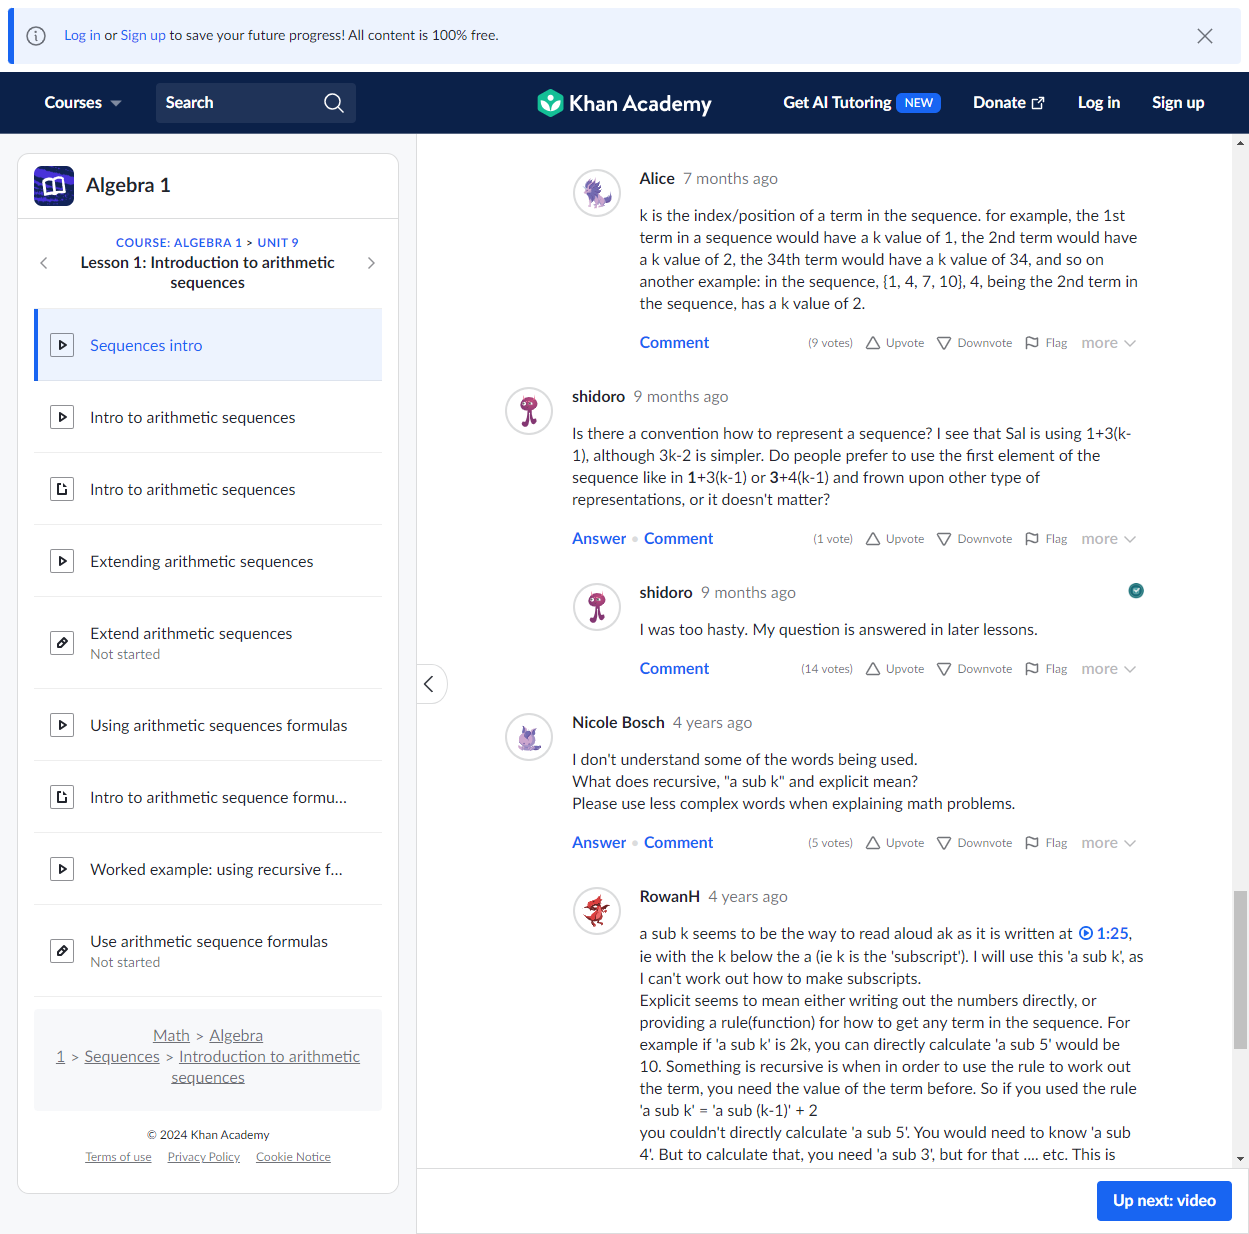 Log in or Sign up to save your future progress! All content is 100% free.
Courses
Search
Khan Academy
Get AI Tutoring NEW
Donate
Log in
Sign up
Algebra 1
COURSE: ALGEBRA 1 > UNIT 9
Lesson 1: Introduction to arithmetic
sequences
Sequences intro
Intro to arithmetic sequences
Intro to arithmetic sequences
Extending arithmetic sequences
Extend arithmetic sequences
Not started
Using arithmetic sequences formulas
Intro to arithmetic sequence formu...
Worked example: using recursive f...
Use arithmetic sequence formulas
Not started
Math > Algebra
1 > Sequences > Introduction to arithmetic
sequences
© 2024 Khan Academy
Terms of use Privacy Policy Cookie Notice
Alice 7 months ago
k is the index/position of a term in the sequence. for example, the 1st
term in a sequence would have a k value of 1, the 2nd term would have
a k value of 2, the 34th term would have a k value of 34, and so on
another example: in the sequence, {1, 4, 7, 10}, 4, being the 2nd term in
the sequence, has a k value of 2.
Comment (9 votes) Upvote Downvote Flag more
shidoro 9 months ago
Is there a convention how to represent a sequence? I see that Sal is using 1+3(k-
1), although 3k-2 is simpler. Do people prefer to use the first element of the
sequence like in 1+3(k-1) or 3+4(k-1) and frown upon other type of
representations, or it doesn't matter?
Answer • Comment (1 vote) Upvote Downvote Flag more
shidoro 9 months ago
I was too hasty. My question is answered in later lessons.
Comment (14 votes) Upvote Downvote Flag more
Nicole Bosch 4 years ago
I don't understand some of the words being used.
What does recursive, "a sub k" and explicit mean?
Please use less complex words when explaining math problems.
Answer • Comment (5 votes) Upvote Downvote Flag more
RowanH 4 years ago
a sub k seems to be the way to read aloud ak as it is written at 1:25,
ie with the k below the a (ie k is the 'subscript'). I will use this 'a sub k', as
I can't work out how to make subscripts.
Explicit seems to mean either writing out the numbers directly, or
providing a rule(function) for how to get any term in the sequence. For
example if 'a sub k' is 2k, you can directly calculate 'a sub 5' would be
10. Something is recursive is when in order to use the rule to work out
the term, you need the value of the term before. So if you used the rule
'a sub k' = 'a sub (k-1)' + 2
you couldn't directly calculate 'a sub 5'. You would need to know 'a sub
4'. But to calculate that, you need 'a sub 3', but for that .... etc. This is
Up next: video